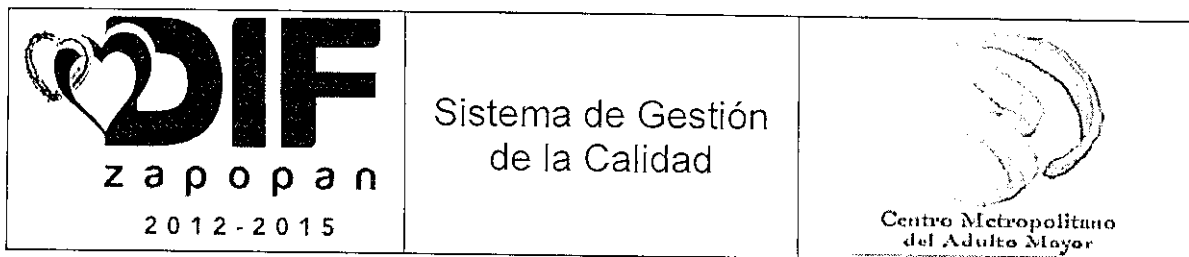 DIF
zapopan
2012-2015
Sistema de Gestión
de la Calidad
Centro Metropolitano
del Adulto Mayor